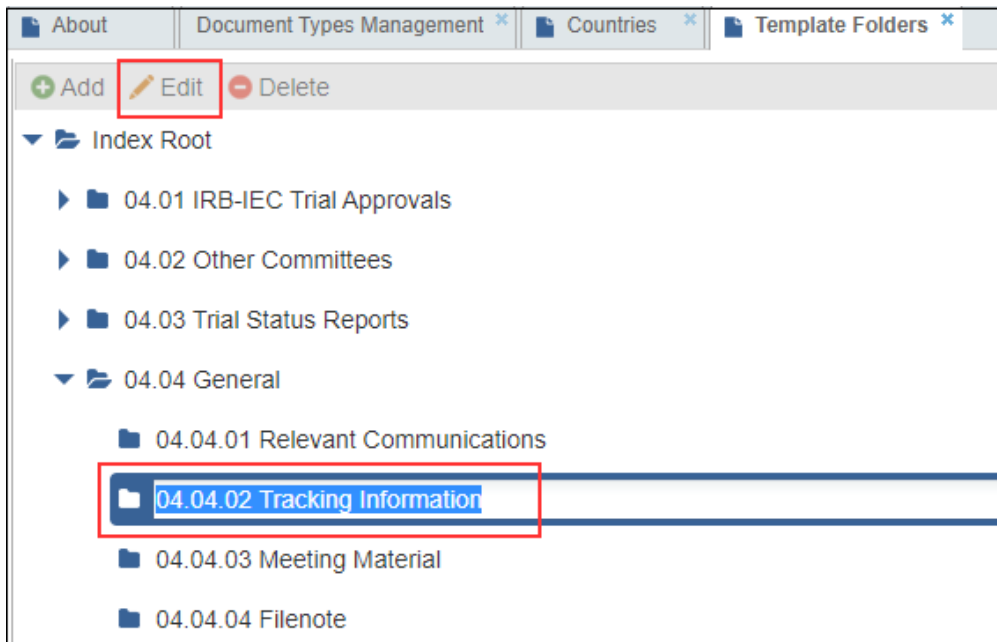 About Document Types Management Countries Template Folders
Add Edit Delete
Index Root
04.01 IRB-IEC Trial Approvals
04.02 Other Committees
04.03 Trial Status Reports
04.04 General
04.04.01 Relevant Communications
04.04.02 Tracking Information
04.04.03 Meeting Material
04.04.04 Filenote